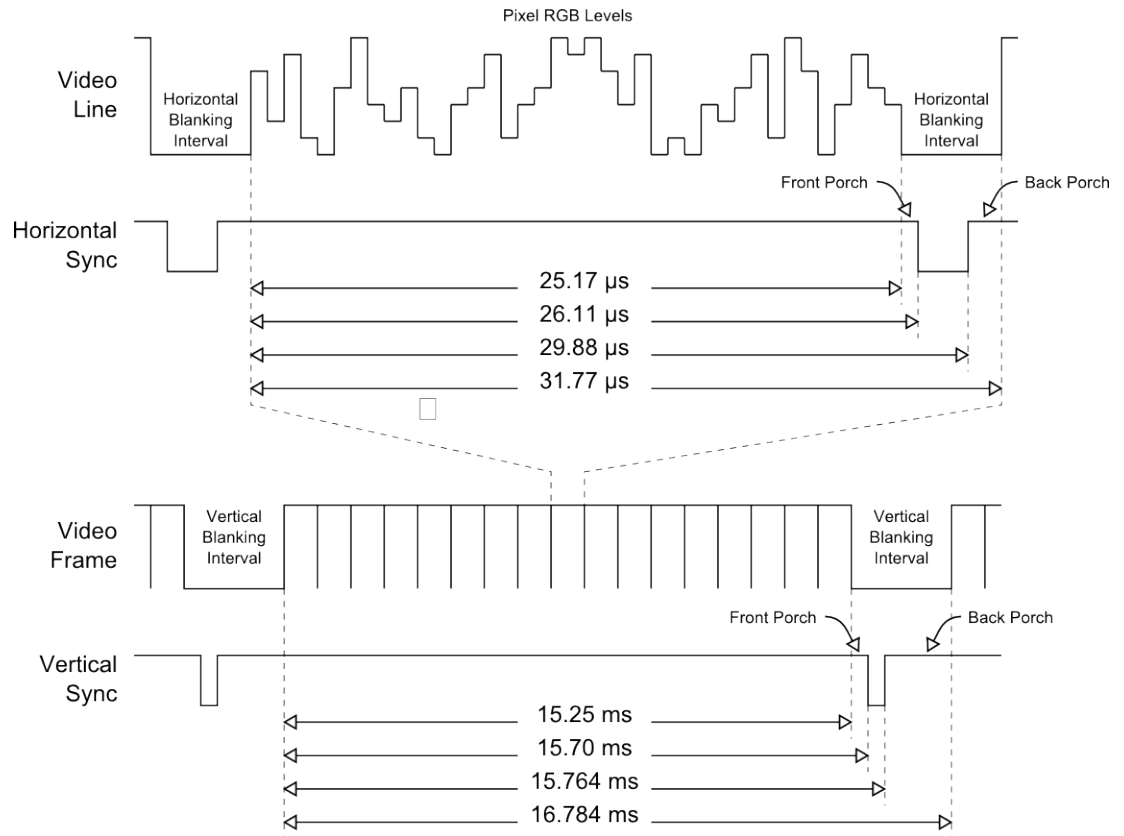 Pixel RGB Levels
Video
Line
Horizontal
Blanking
Interval
Horizontal
Blanking
Interval
Front Porch
Back Porch
Horizontal
Sync
25.17 µs
26.11 µs
29.88 µs
31.77 µs
Video
Frame
Vertical
Blanking
Interval
Vertical
Blanking
Interval
Front Porch
Back Porch
Vertical
Sync
15.25 ms
15.70 ms
15.764 ms
16.784 ms